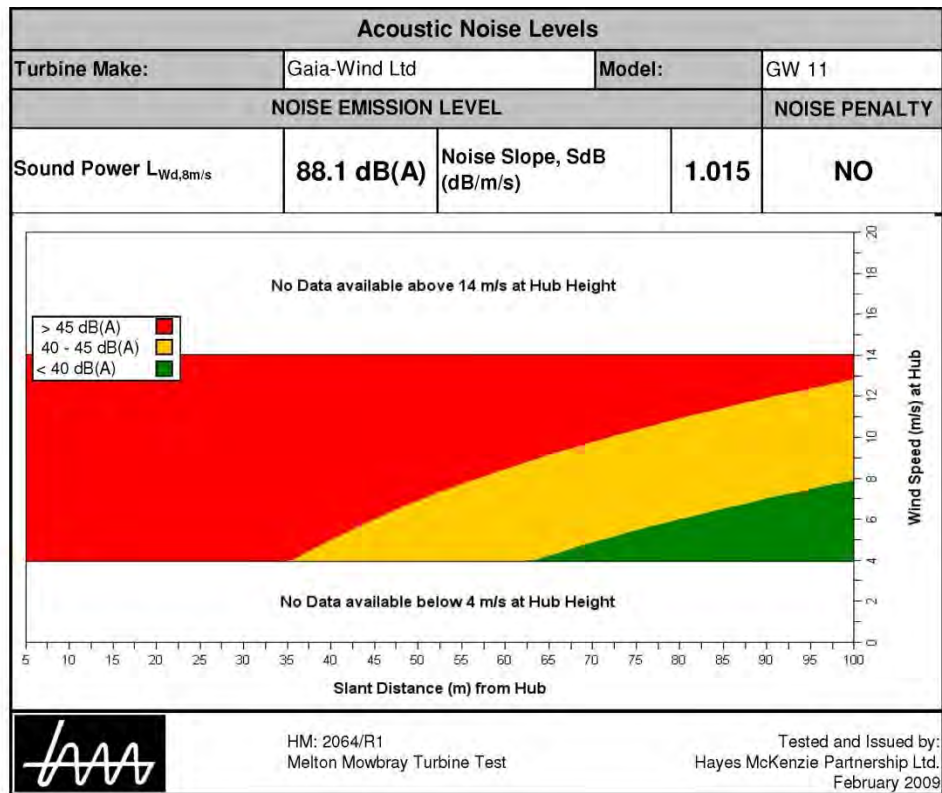 Acoustic Noise Levels
Turbine Make: Gaia-Wind Ltd Model: GW 11
NOISE EMISSION LEVEL NOISE PENALTY
Sound Power LWd,8m/s 88.1 dB(A) Noise Slope, SdB (dB/m/s) 1.015 NO
No Data available above 14 m/s at Hub Height
> 45 dB(A)
40 - 45 dB(A)
< 40 dB(A)
No Data available below 4 m/s at Hub Height
20
18
16
14
12
10
8
6
4
2
0
Wind Speed (m/s) at Hub
5 10 15 20 25 30 35 40 45 50 55 60 65 70 75 80 85 90 95 100
Slant Distance (m) from Hub
HM: 2064/R1
Melton Mowbray Turbine Test
Tested and Issued by:
Hayes McKenzie Partnership Ltd.
February 2009